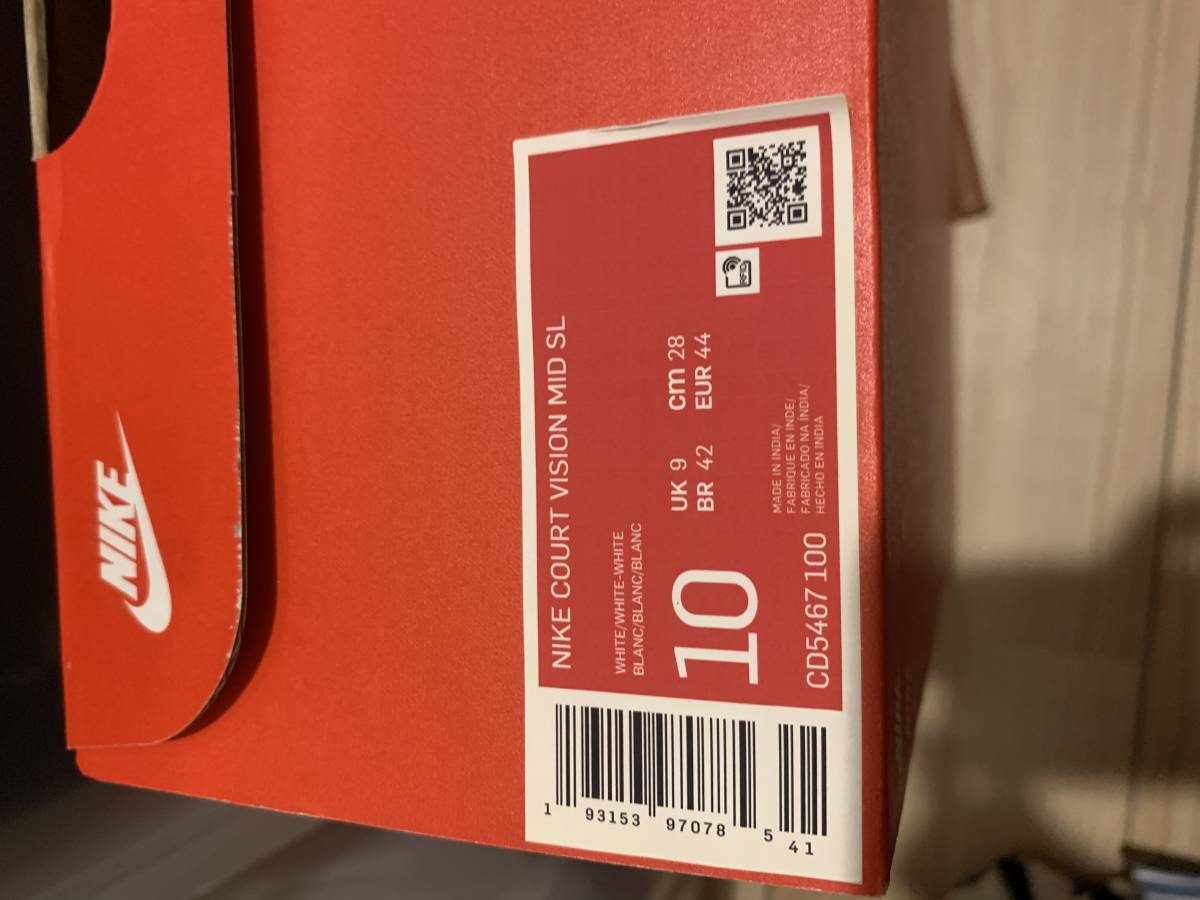 NIKE
NIKE COURT VISION MID SL
WHITE/WHITE-WHITE
BLANC/BLANC/BLANC
10
UK 9 cm 28
BR 42 EUR 44
RFID
MADE IN INDIA/
FABRIQUE EN INDE/
FABRICADO NA ÍNDIA/
HECHO EN INDIA
CD5467 100
1 93153 97078 5 41